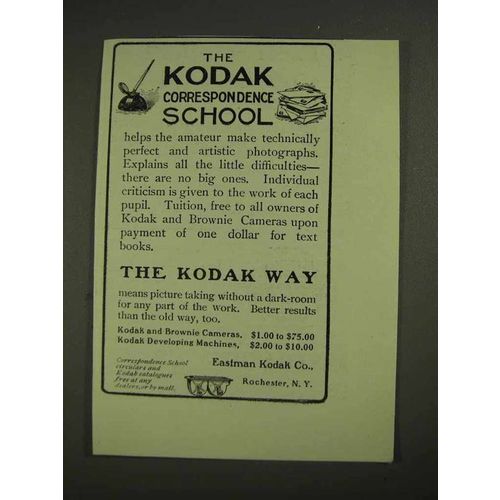 THE
KODAK
CORRESPONDENCE
SCHOOL
helps the amateur make technically
perfect and artistic photographs.
Explains all the little difficulties—
there are no big ones. Individual
criticism is given to the work of each
pupil. Tuition, free to all owners of
Kodak and Brownie Cameras upon
payment of one dollar for text
books.
THE KODAK WAY
means picture taking without a dark-room
for any part of the work. Better results
than the old way, too.
Kodak and Brownie Cameras, $1.00 to $75.00
Kodak Developing Machines, $2.00 to $10.00
Correspondence School
circulars and
Kodak catalogues
free at any
dealers, or by mail.
Eastman Kodak Co.,
Rochester, N. Y.